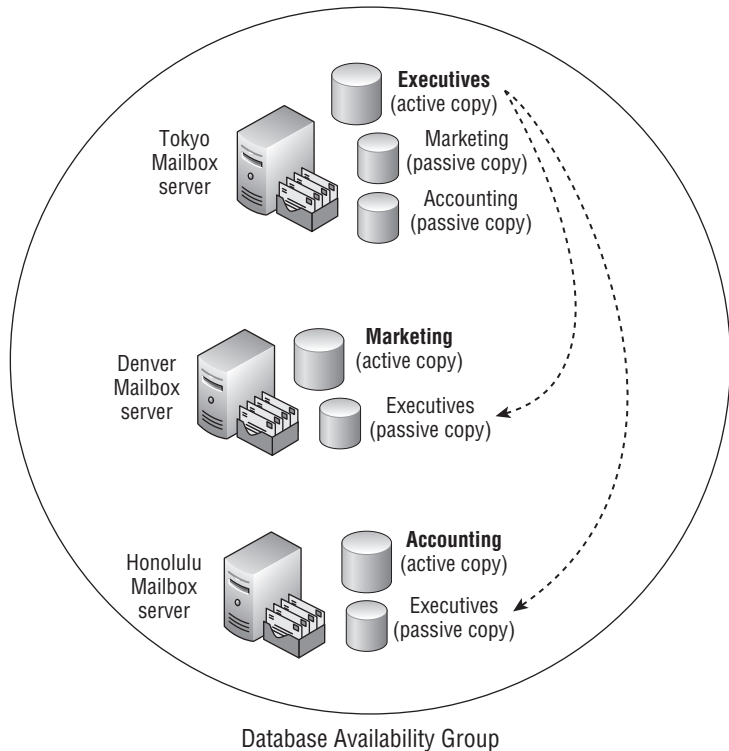 Executives
(active copy)
Tokyo
Mailbox
server
Marketing
(passive copy)
Accounting
(passive copy)
Denver
Mailbox
server
Marketing
(active copy)
Executives
(passive copy)
Honolulu
Mailbox
server
Accounting
(active copy)
Executives
(passive copy)
Database Availability Group